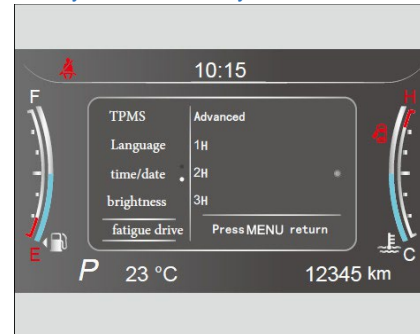 10:15
F
H
TPMS Advanced
Language 1H
time/date 2H
brightness 3H
fatigue drive Press MENU return
E
C
P 23 °C 12345 km